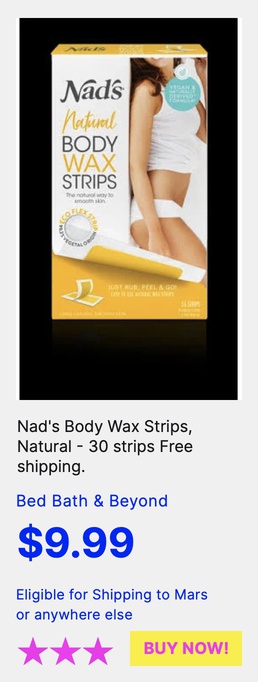 Nad's
Natural
BODY
WAX
STRIPS
The natural way to
smooth skin.
VEGAN &
NATURALLY
DERIVED
FORMULA
ECO FLEX STRIP
JUST RUB, PEEL & GO!
Nad's Body Wax Strips,
Natural - 30 strips Free
shipping.
Bed Bath & Beyond
$9.99
Eligible for Shipping to Mars
or anywhere else
BUY NOW!